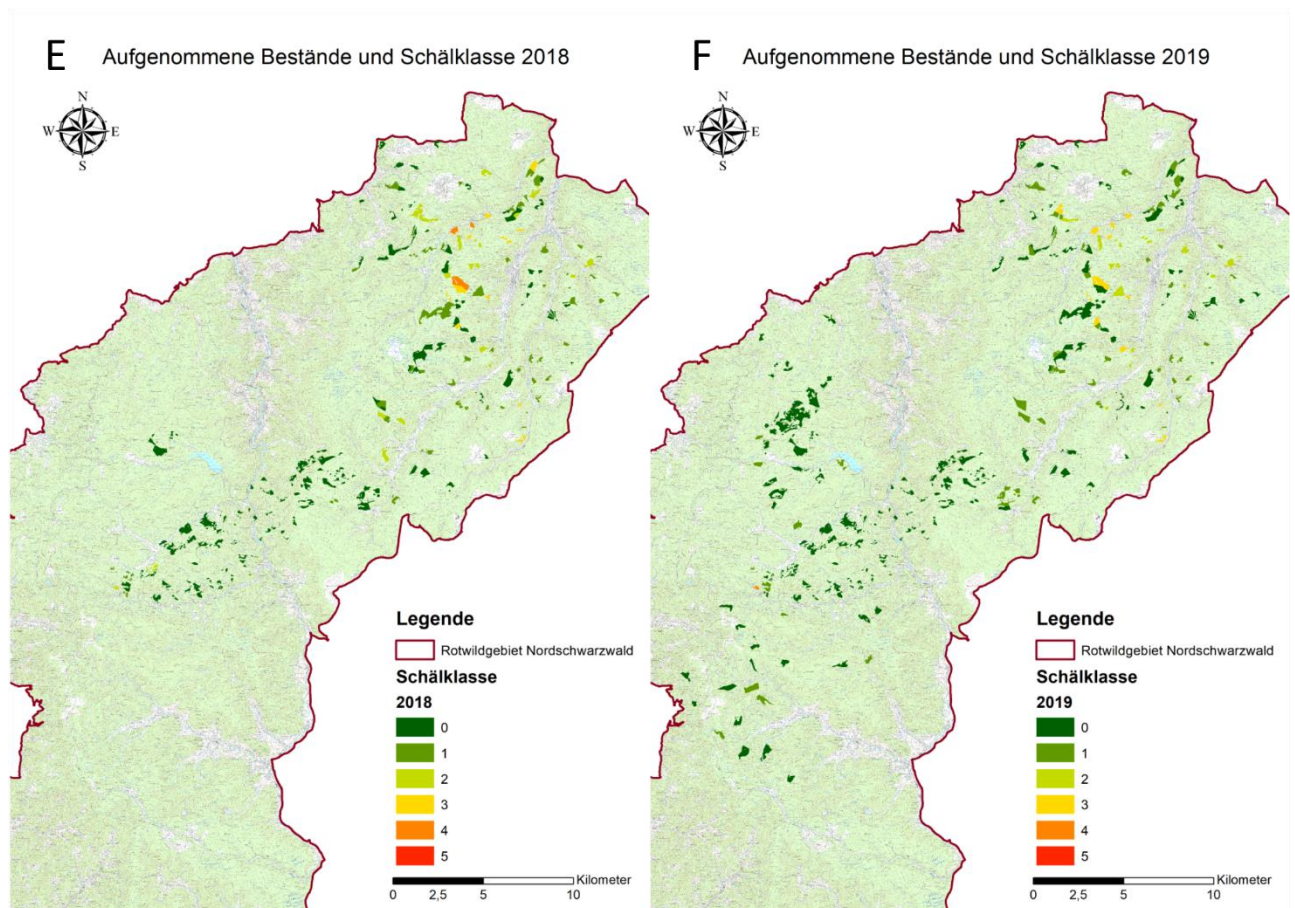 E Aufgenommene Bestände und Schälklasse 2018
N
W E
S
Legende
Rotwildgebiet Nordschwarzwald
Schälklasse
2018
0
1
2
3
4
5
Kilometer
0 2,5 5 10
F Aufgenommene Bestände und Schälklasse 2019
N
W E
S
Legende
Rotwildgebiet Nordschwarzwald
Schälklasse
2019
0
1
2
3
4
5
Kilometer
0 2,5 5 10